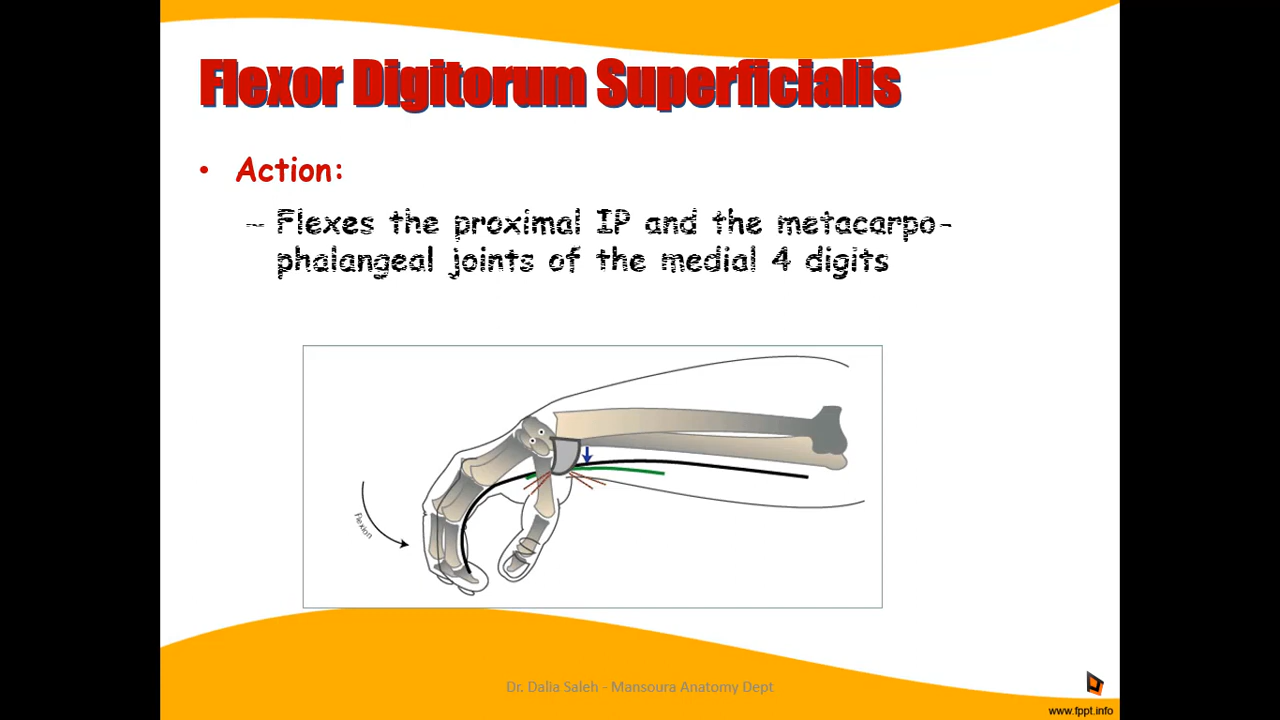 Flexor Digitorum Superficialis
• Action:
– Flexes the proximal IP and the metacarpo-
phalangeal joints of the medial 4 digits
Flexion
Dr. Dalia Saleh - Mansoura Anatomy Dept
www.fppt.info